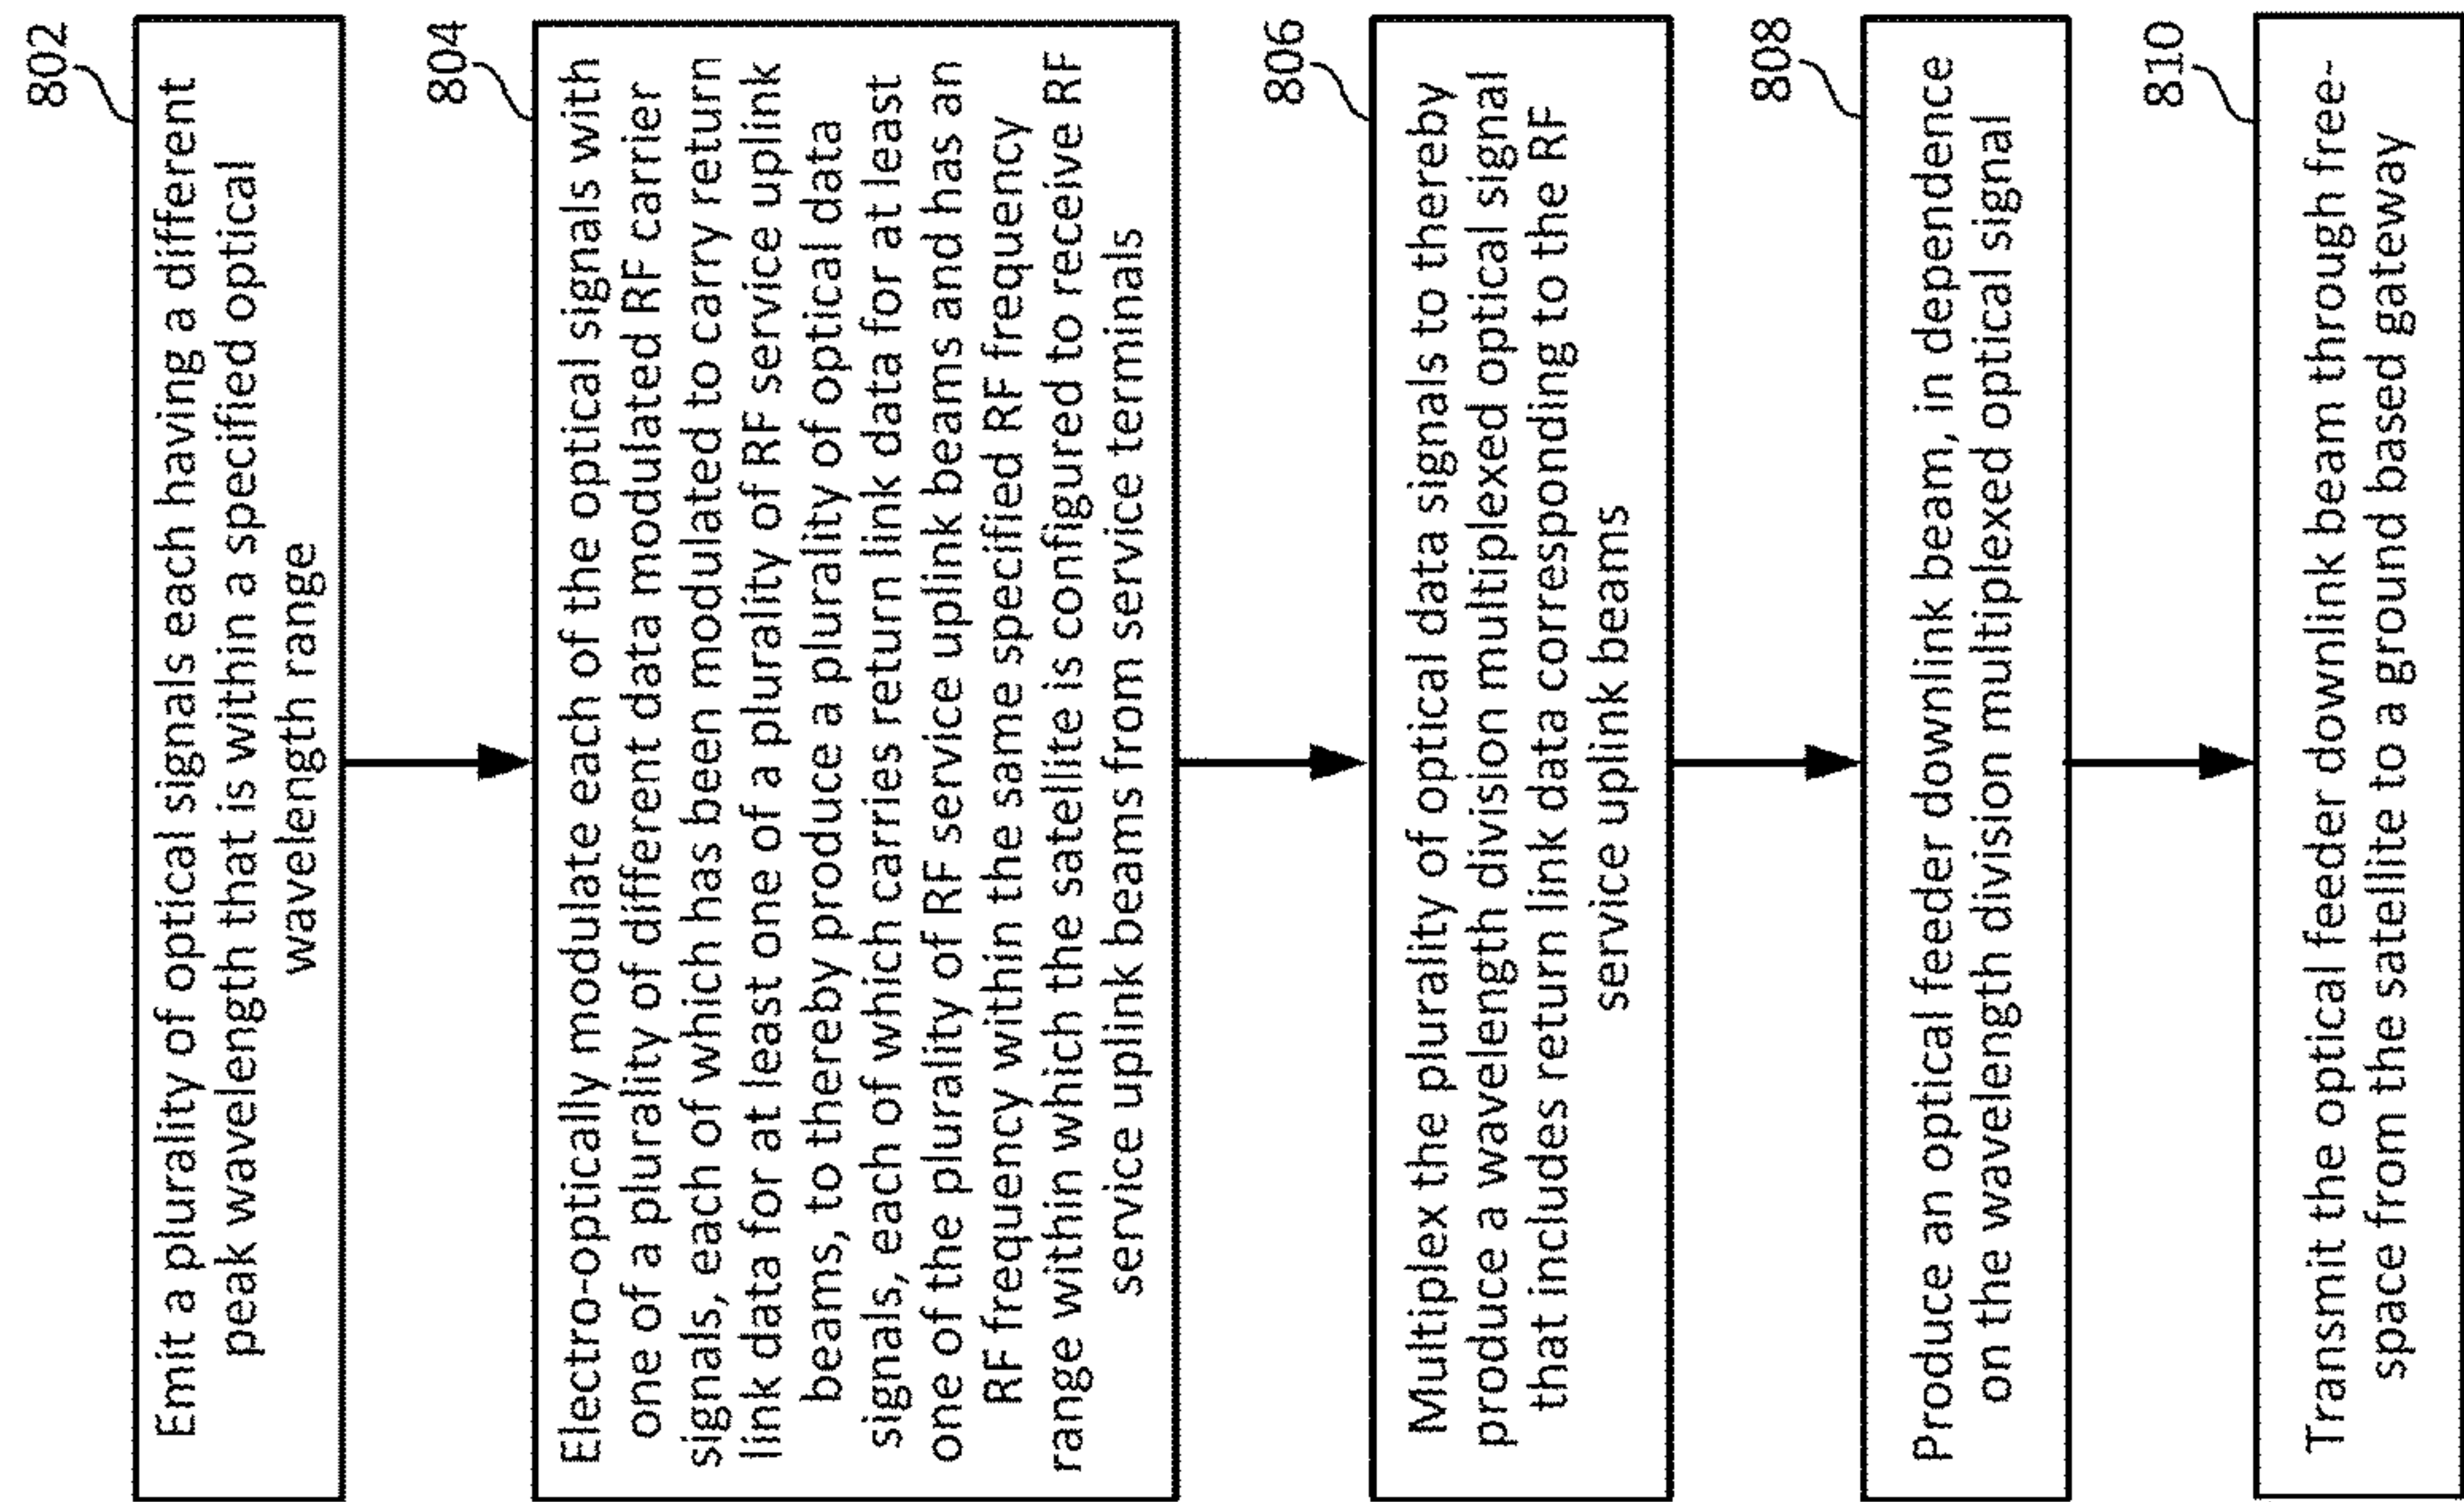 802
Emit a plurality of optical signals each having a different
peak wavelength that is within a specified optical
wavelength range
804
Electro-optically modulate each of the optical signals with
one of a plurality of different data modulated RF carrier
signals, each of which has been modulated to carry return
link data for at least one of a plurality of RF service uplink
beams, to thereby produce a plurality of optical data
signals, each of which carries return link data for at least
one of the plurality of RF service uplink beams and has an
RF frequency within the same specified RF frequency
range within which the satellite is configured to receive RF
service uplink beams from service terminals
806
Multiplex the plurality of optical data signals to thereby
produce a wavelength division multiplexed optical signal
that includes return link data corresponding to the RF
service uplink beams
808
Produce an optical feeder downlink beam, in dependence
on the wavelength division multiplexed optical signal
810
Transmit the optical feeder downlink beam through free-
space from the satellite to a ground based gateway